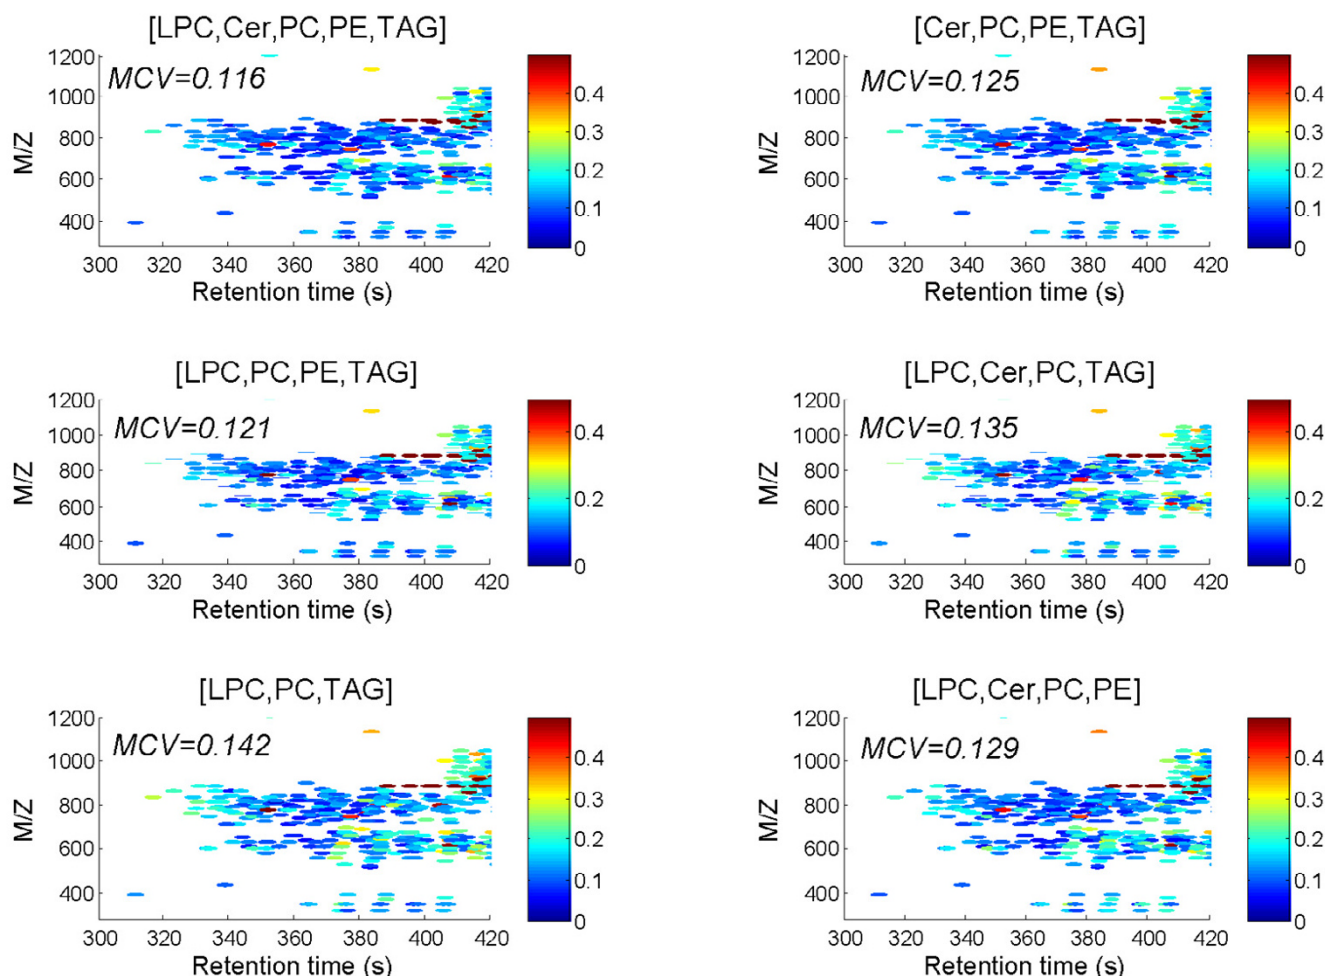 [LPC,Cer,PC,PE,TAG]
MCV=0.116
M/Z
1200
1000
800
600
400
300 320 340 360 380 400 420
Retention time (s)
0.4
0.3
0.2
0.1
0
[Cer,PC,PE,TAG]
MCV=0.125
M/Z
1200
1000
800
600
400
300 320 340 360 380 400 420
Retention time (s)
0.4
0.3
0.2
0.1
0
[LPC,PC,PE,TAG]
MCV=0.121
M/Z
1200
1000
800
600
400
300 320 340 360 380 400 420
Retention time (s)
0.4
0.2
0
[LPC,Cer,PC,TAG]
MCV=0.135
M/Z
1200
1000
800
600
400
300 320 340 360 380 400 420
Retention time (s)
0.4
0.2
0
[LPC,PC,TAG]
MCV=0.142
M/Z
1200
1000
800
600
400
300 320 340 360 380 400 420
Retention time (s)
0.4
0.3
0.2
0.1
0
[LPC,Cer,PC,PE]
MCV=0.129
M/Z
1200
1000
800
600
400
300 320 340 360 380 400 420
Retention time (s)
0.4
0.3
0.2
0.1
0